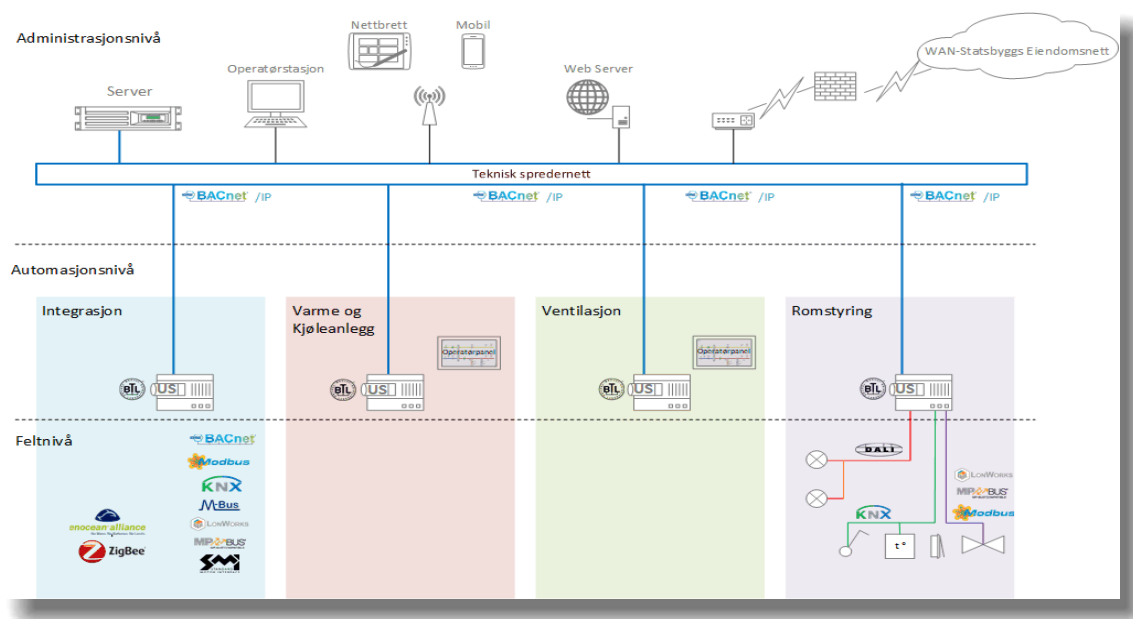 Administrasjonsnivå
Nettbrett
Mobil
Operatørstasjon
Web Server
WAN-Statsbyggs Eiendomsnett
Server
Teknisk spredernett
BACnet /IP
BACnet /IP
BACnet /IP
BACnet /IP
Automasjonsnivå
Integrasjon
Varme og
Kjøleanlegg
Ventilasjon
Romstyring
Operatørpanel
Operatørpanel
BTL US
BTL US
BTL US
BTL US
Feltnivå
BACnet
Modbus
KNX
M-Bus
LONWORKS
MP BUS
SMI
enocean alliance
ZigBee
DALI
LONWORKS
MP BUS
Modbus
KNX
t°